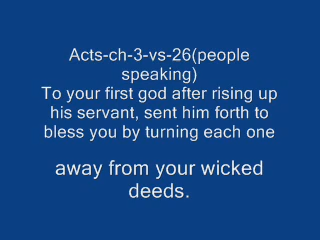 Acts-ch-3-vs-26(people
speaking)
To your first god after rising up
his servant, sent him forth to
bless you by turning each one
away from your wicked
deeds.